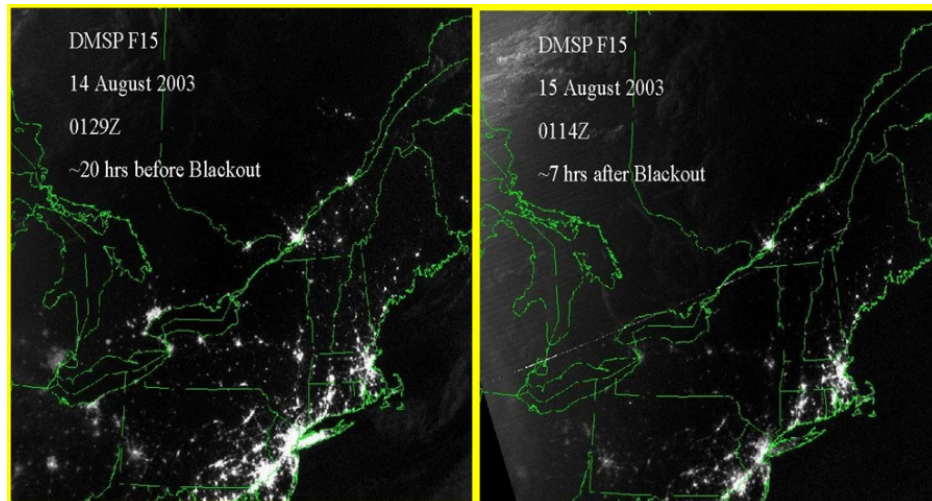 DMSP F15
14 August 2003
0129Z
~20 hrs before Blackout
DMSP F15
15 August 2003
0114Z
~7 hrs after Blackout